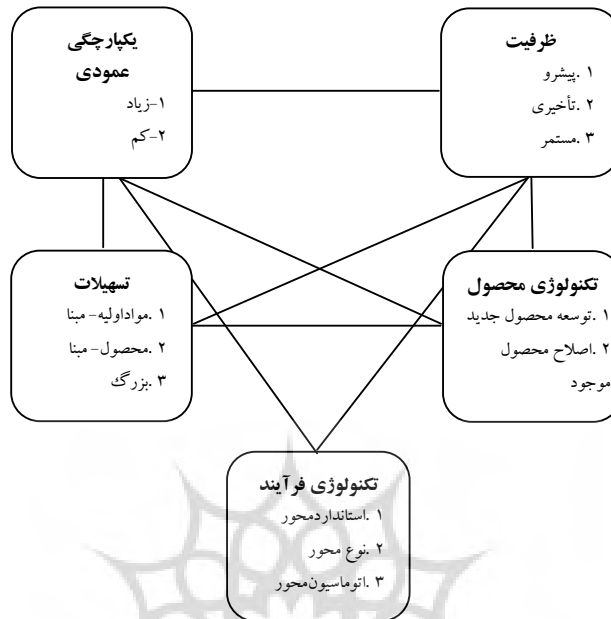 ظرفیت
۱ .پیشرو
۲ .تأخیری
۳ .مستمر
یکپارچگی
عمودی
۱-زیاد
۲-کم
تکنولوژی محصول
۱ .توسعه محصول جدید
۲ .اصلاح محصول
موجود
تسهیلات
۱ .مواداولیه- مبنا
۲ .محصول- مبنا
۳ .بزرگ
تکنولوژی فرآیند
۱ .استانداردمحور
۲ .نوع محور
۳ .اتوماسیون‌محور